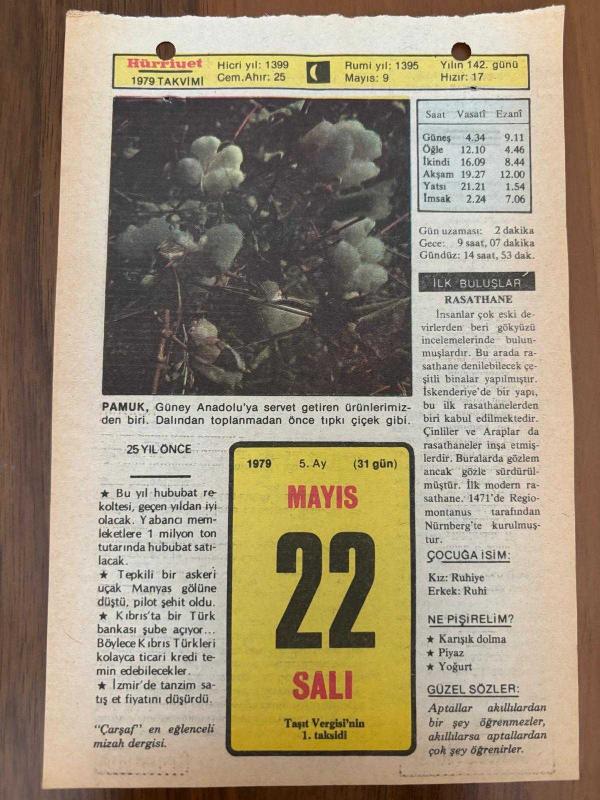 Hürriyet
1979 TAKVİMİ
Hicri yıl: 1399
Cem.Ahır: 25
Rumi yıl: 1395
Mayıs: 9
Yılın 142. günü
Hızır: 17
Saat Vasatî Ezanî
Güneş 4.34 9.11
Öğle 12.10 4.46
İkindi 16.09 8.44
Akşam 19.27 12.00
Yatsı 21.21 1.54
İmsak 2.24 7.06
Gün uzaması: 2 dakika
Gece: 9 saat, 07 dakika
Gündüz: 14 saat, 53 dak.
İLK BULUŞLAR
RASATHANE
İnsanlar çok eski de-
virlerden beri gökyüzü
incelemelerinde bulun-
muşlardır. Bu arada ra-
sathane denilebilecek çe-
şitli binalar yapılmıştır.
İskenderiye'de bir yapı,
bu ilk rasathanelerden
biri kabul edilmektedir.
Çinliler ve Araplar da
rasathaneler inşa etmiş-
lerdir. Buralarda gözlem
ancak gözle sürdürül-
müştür. İlk modern ra-
sathane. 1471'de Regio-
montanus tarafından
Nürnberg'te kurulmuş-
tur.
ÇOCUĞA İSİM:
Kız: Ruhiye
Erkek: Ruhi
NE PİŞİRELİM?
★ Karışık dolma
★ Piyaz
★ Yoğurt
GÜZEL SÖZLER:
Aptallar akıllılardan
bir şey öğrenmezler,
akıllılarsa aptallardan
çok şey öğrenirler.
PAMUK, Güney Anadolu'ya servet getiren ürünlerimiz-
den biri. Dalından toplanmadan önce tıpkı çiçek gibi.
25 YIL ÖNCE
★ Bu yıl hububat re-
koltesi, geçen yıldan iyi
olacak. Yabancı mem-
leketlere 1 milyon ton
tutarında hububat satı-
lacak.
★ Tepkili bir askeri
uçak Manyas gölüne
düştü, pilot şehit oldu.
★ Kıbrıs'ta bir Türk
bankası şube açıyor...
Böylece Kıbrıs Türkleri
kolayca ticari kredi te-
min edebilecekler.
★ İzmir'de tanzim sa-
tış et fiyatını düşürdü.
"Çarşaf" en eğlenceli
mizah dergisi.
1979 5. Ay (31 gün)
MAYIS
22
SALI
Taşıt Vergisi'nin
1. taksidi